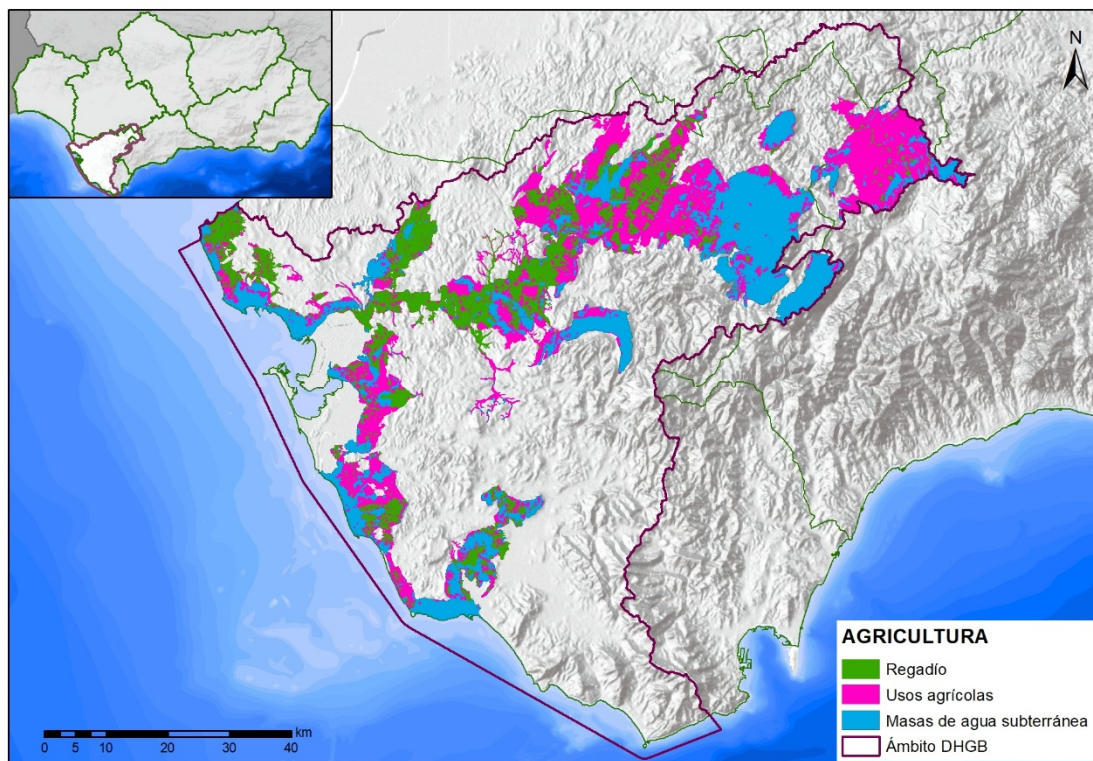 N
AGRICULTURA
Regadío
Usos agrícolas
Masas de agua subterránea
Ámbito DHGB
0 5 10 20 30 40 km